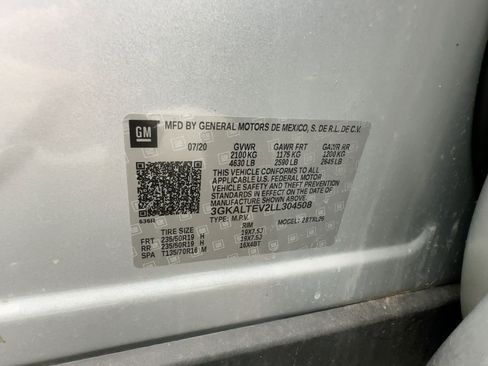 GM
MFD BY GENERAL MOTORS DE MEXICO, S. DE R.L. DE C.V.
07/20 GVWR GAWR FRT GAWR RR
2100 KG 1175 KG 1200 KG
4630 LB 2590 LB 2645 LB
THIS VEHICLE CONFORMS TO ALL
APPLICABLE U.S. FEDERAL MOTOR
VEHICLE SAFETY STANDARDS IN EFFECT ON THE DATE OF
MANUFACTURE SHOWN ABOVE.
3GKALTEV2LL304508
TYPE: M.P.V. MODEL:
TIRE SIZE RIM
FRT 235/50R19 H 19X7.5J
RR 235/50R19 H 19X7.5J
SPA T135/70R16 M 16X4BT